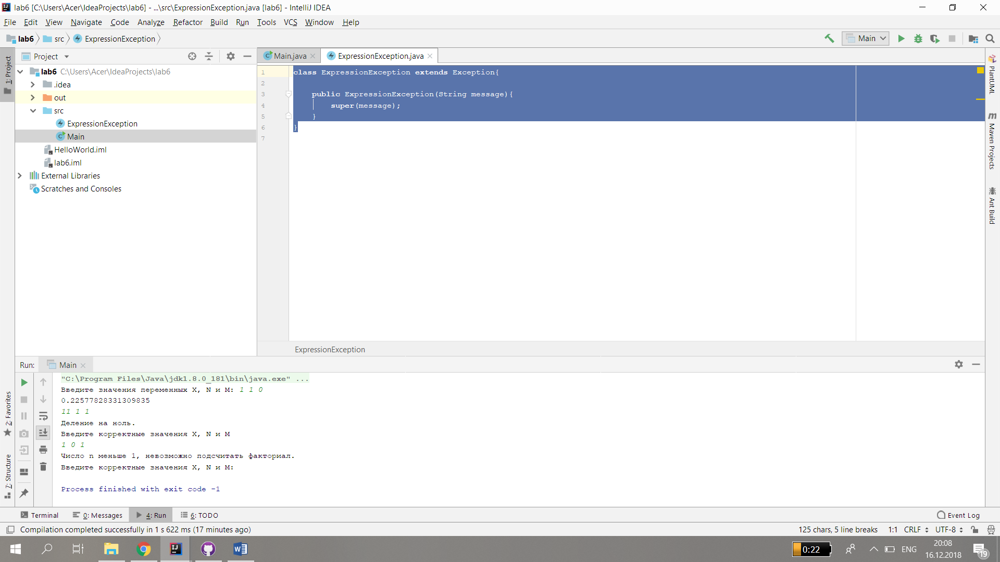 lab6 [C:\Users\Acer\IdeaProjects\lab6] - ...\src\ExpressionException.java [lab6] - IntelliJ IDEA
File Edit View Navigate Code Analyze Refactor Build Run Tools VCS Window Help
lab6 src ExpressionException Main
Project
Main.java ExpressionException.java
1: Project
lab6 C:\Users\Acer\IdeaProjects\lab6
.idea
out
src
ExpressionException
Main
HelloWorld.iml
lab6.iml
External Libraries
Scratches and Consoles
1 class ExpressionException extends Exception{
2
3 public ExpressionException(String message){
4 super(message);
5 }
6 }
7
ExpressionException
PlantUML
Maven Projects
Ant Build
Run: Main
"C:\Program Files\Java\jdk1.8.0_181\bin\java.exe" ...
Введите значения переменных X, N и M: 1 1 0
0.22577828331309835
11 1 1
Деление на ноль.
Введите корректные значения X, N и M
1 0 1
Число n меньше 1, невозможно подсчитать факториал.
Введите корректные значения X, N и M:
Process finished with exit code -1
2: Favorites
7: Structure
Terminal 0: Messages 4: Run 6: TODO Event Log
Compilation completed successfully in 1 s 622 ms (17 minutes ago) 125 chars, 5 line breaks 1:1 CRLF UTF-8
0:22 ENG 20:08
16.12.2018 19